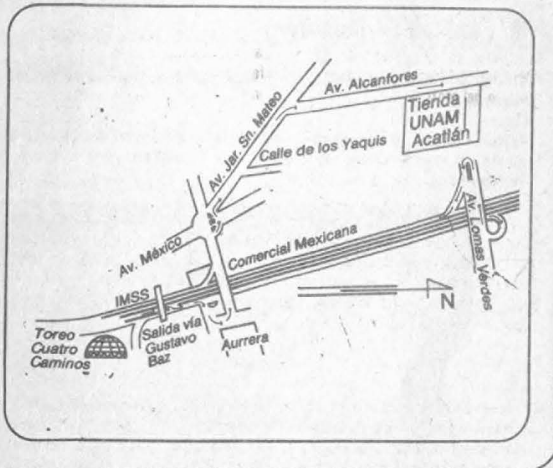 Av. Alcanfores
Tienda
UNAM
Acatlán
Av. Jar. Sn. Mateo
Calle de los Yaquis
Av. México
Comercial Mexicana
Av. Lomas Verdes
IMSS
N
Toreo
Cuatro
Caminos
Salida vía
Gustavo
Baz
Aurrera